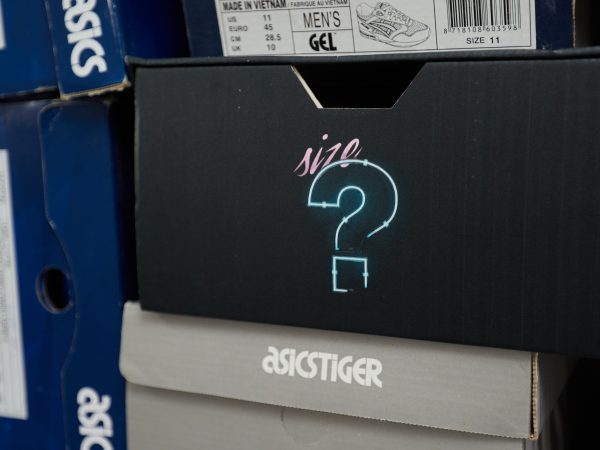 MADE IN VIETNAM
FABRIQUE AU VIETNAM
US 11
EURO 45
CM 28.5
UK 10
MEN'S
GEL
8718108603598
SIZE 11
asics
size
?
asics
ASICSTIGER